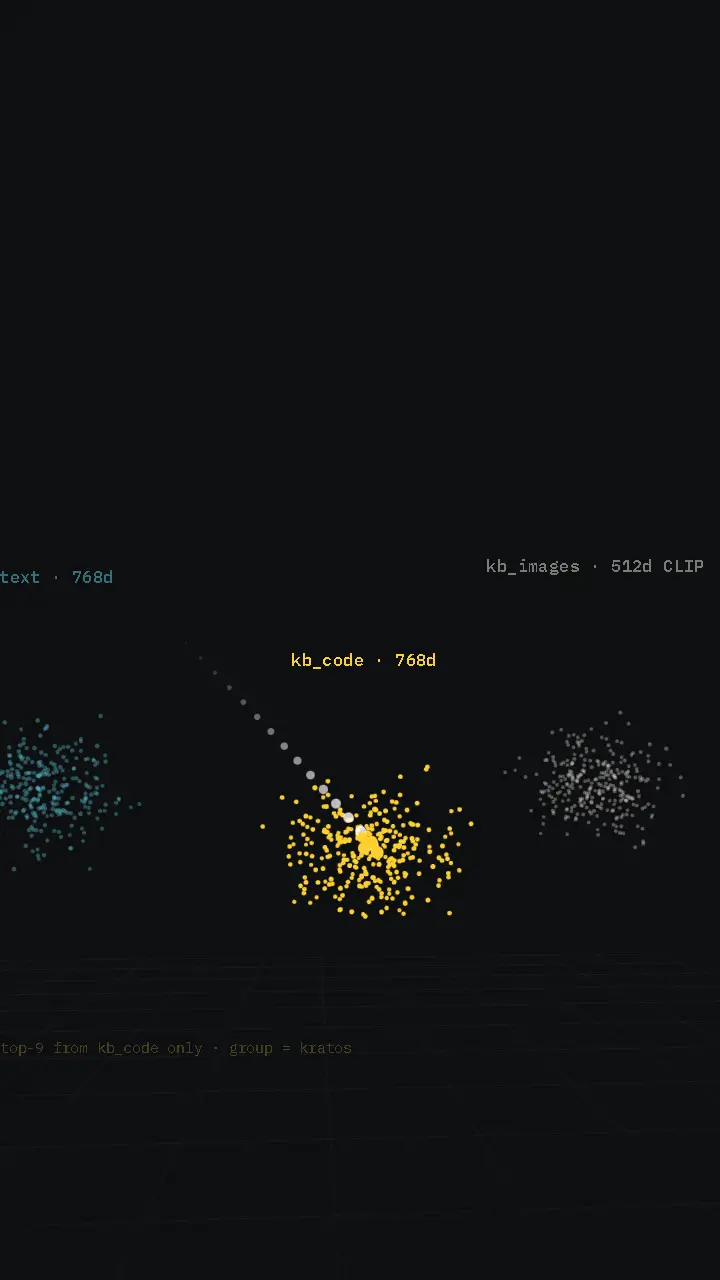 kb_images · 512d CLIP
text · 768d
kb_code · 768d
top-9 from kb_code only · group = kratos